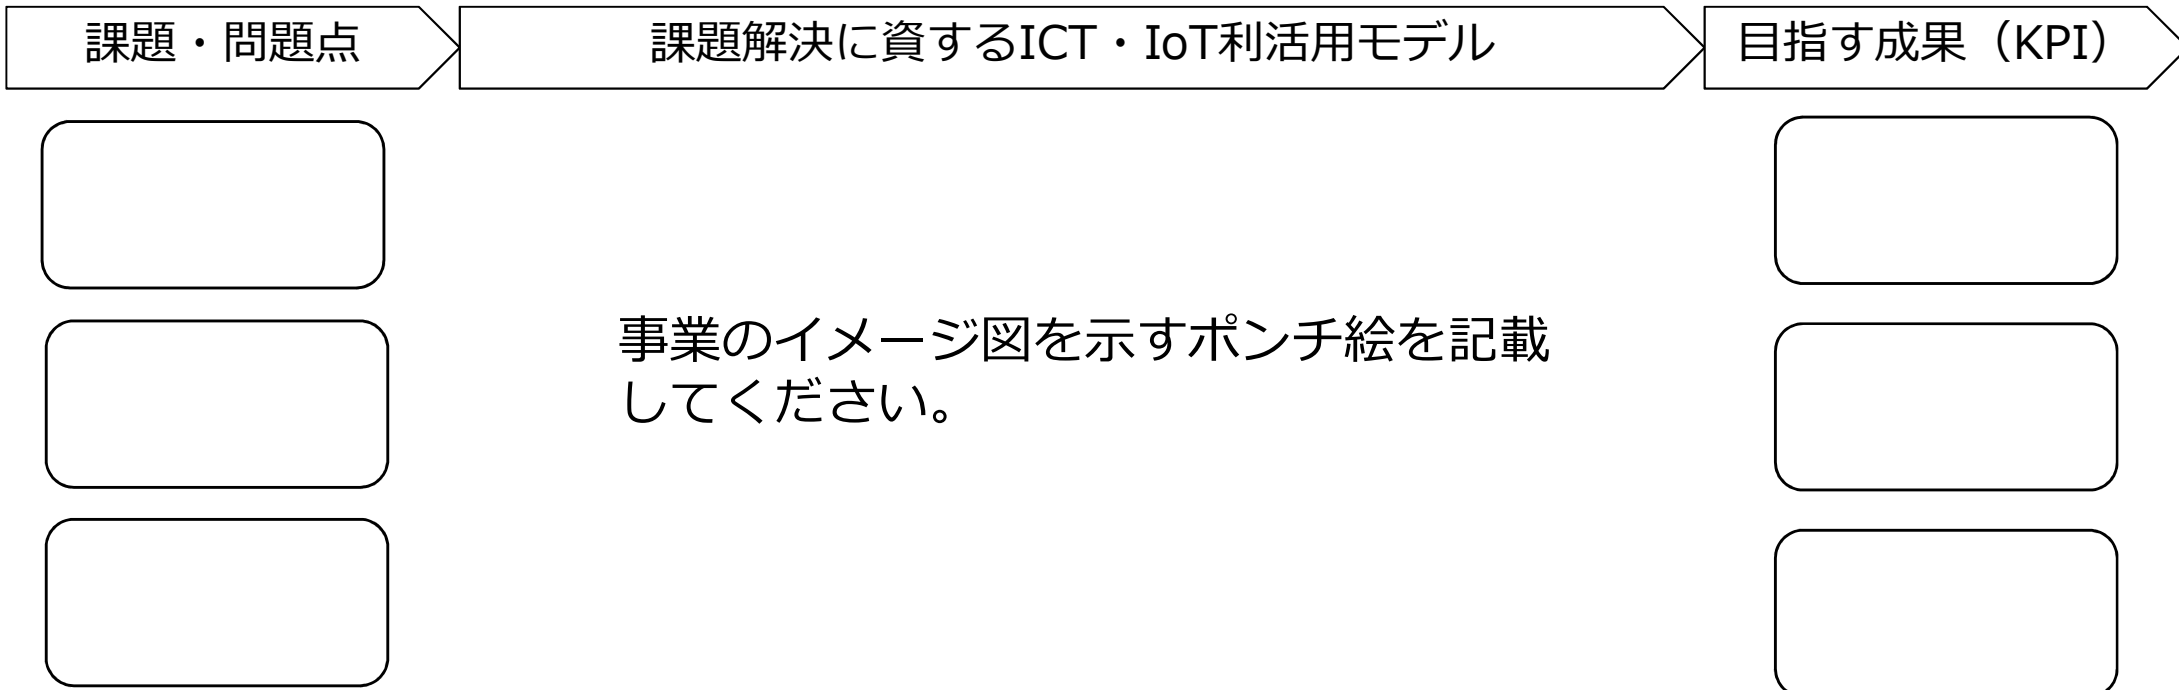 課題・問題点
課題解決に資するICT・IoT利活用モデル
目指す成果（KPI）
事業のイメージ図を示すポンチ絵を記載
してください。